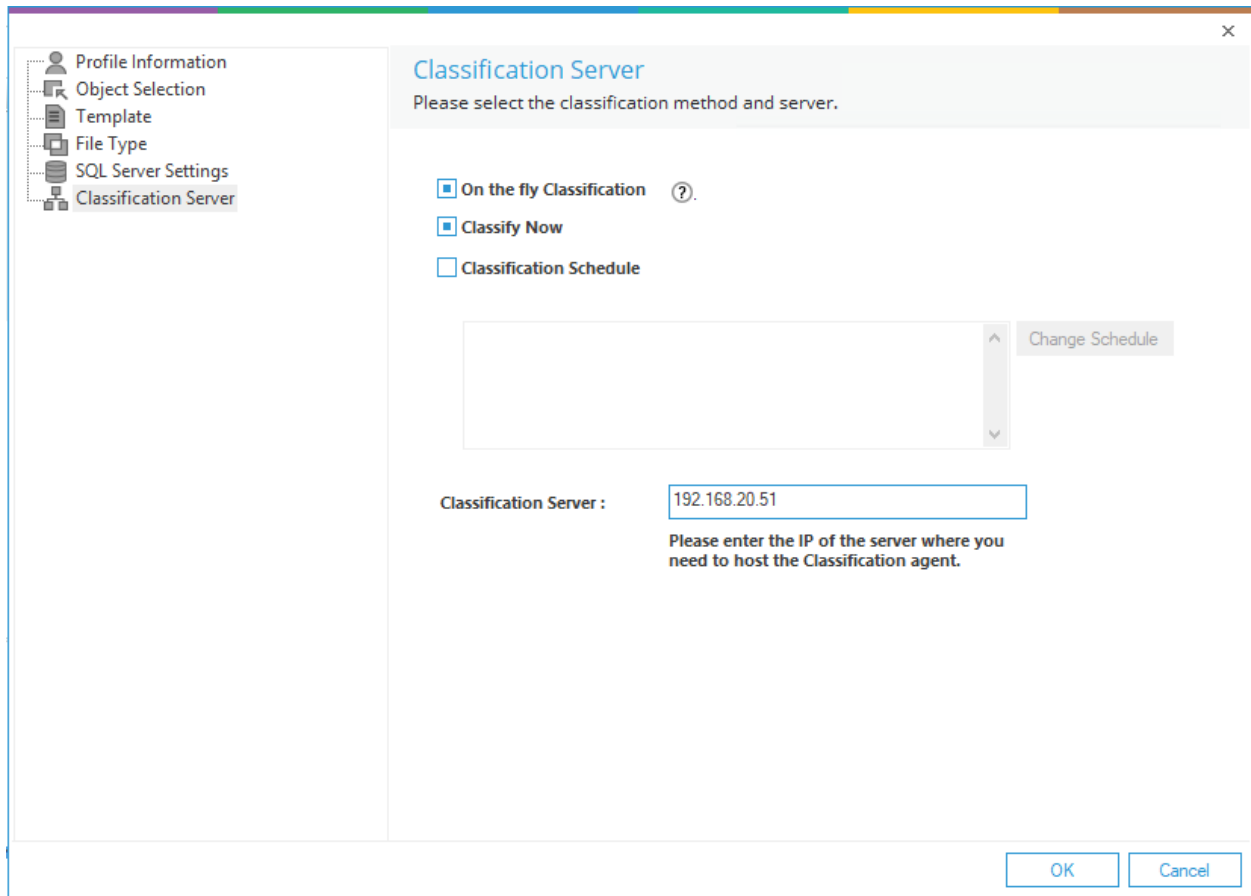 Profile Information
Object Selection
Template
File Type
SQL Server Settings
Classification Server
Classification Server
Please select the classification method and server.
On the fly Classification ? .
Classify Now
Classification Schedule
Change Schedule
Classification Server :
192.168.20.51
Please enter the IP of the server where you
need to host the Classification agent.
OK
Cancel